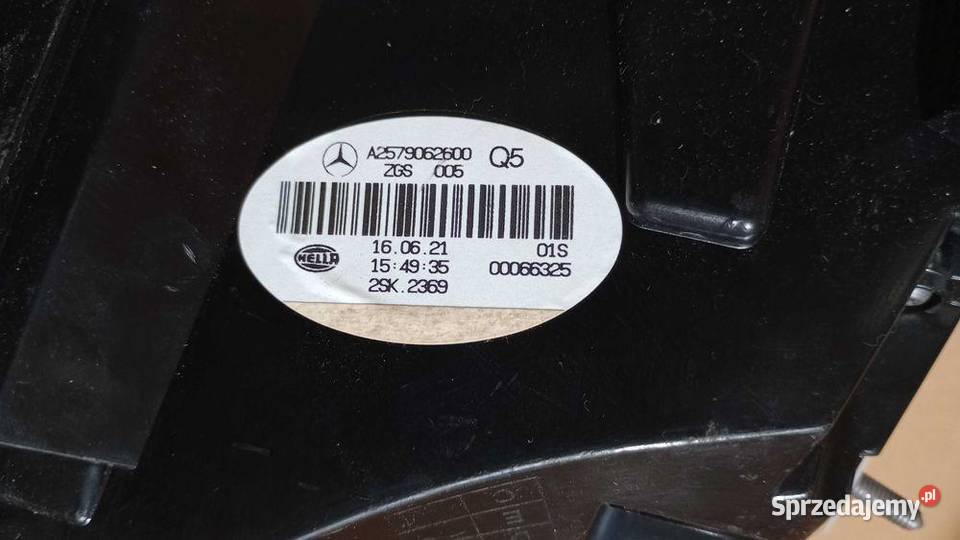 A2579062600 Q5
ZGS 005
16.06.21 01S
HELLA 15:49:35 00066325
2SK.2369
Sprzedajemy.pl